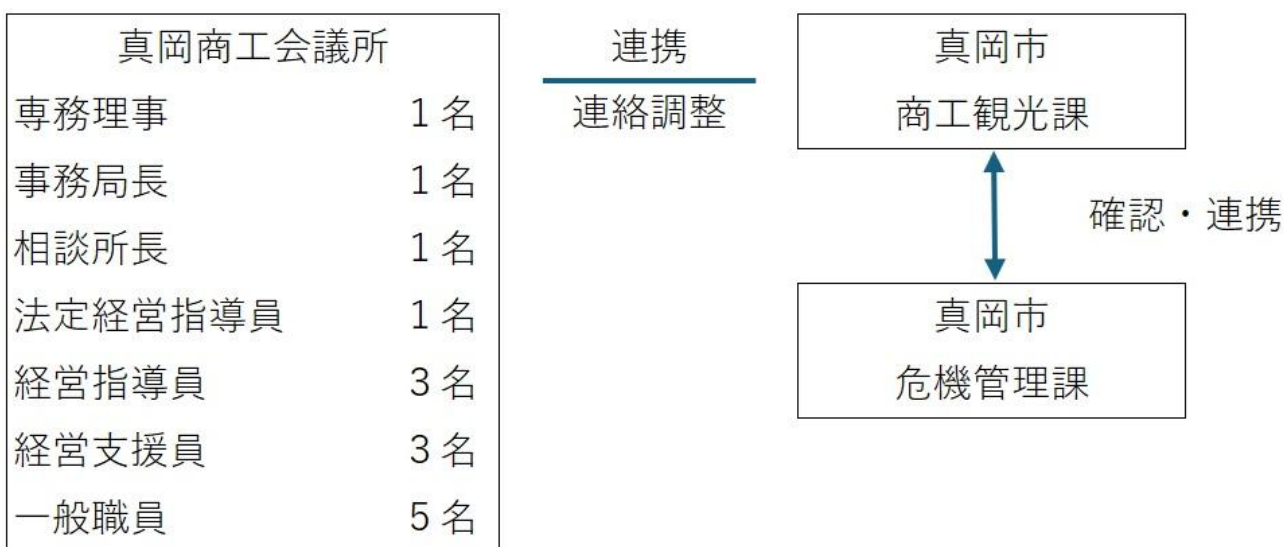 真岡商工会議所
専務理事 1名
事務局長 1名
相談所長 1名
法定経営指導員 1名
経営指導員 3名
経営支援員 3名
一般職員 5名
連携
連絡調整
真岡市
商工観光課
確認・連携
真岡市
危機管理課